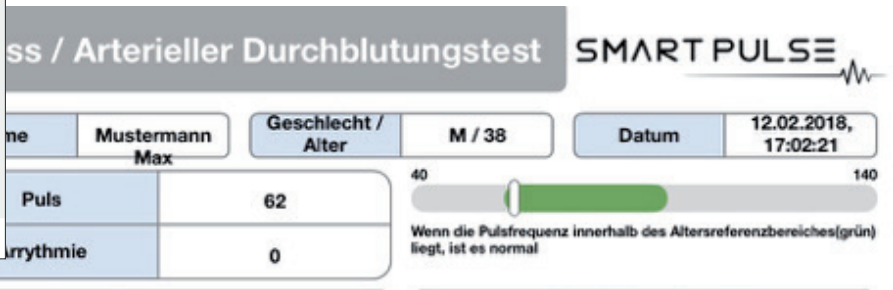 ss / Arterieller Durchblutungstest
SMART PULSE
me
Mustermann
Max
Geschlecht /
Alter
M / 38
Datum
12.02.2018,
17:02:21
Puls
62
Arrythmie
0
40
140
Wenn die Pulsfrequenz innerhalb des Altersreferenzbereiches(grün)
liegt, ist es normal